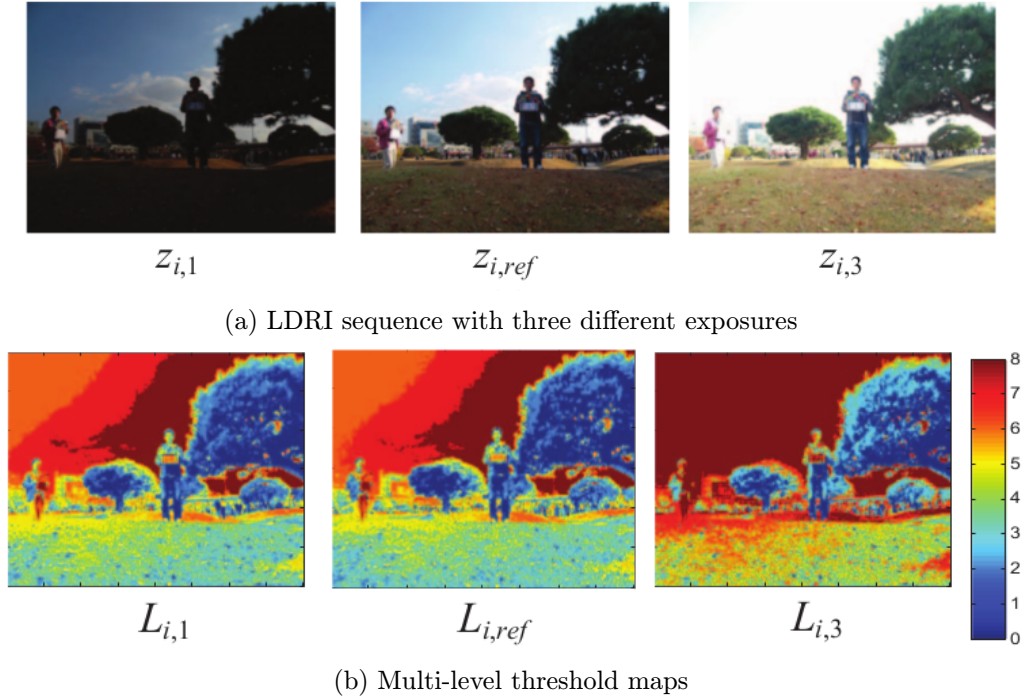 z_{i,1} z_{i,ref} z_{i,3}
(a) LDRI sequence with three different exposures
8
7
6
5
4
3
2
1
0
L_{i,1} L_{i,ref} L_{i,3}
(b) Multi-level threshold maps